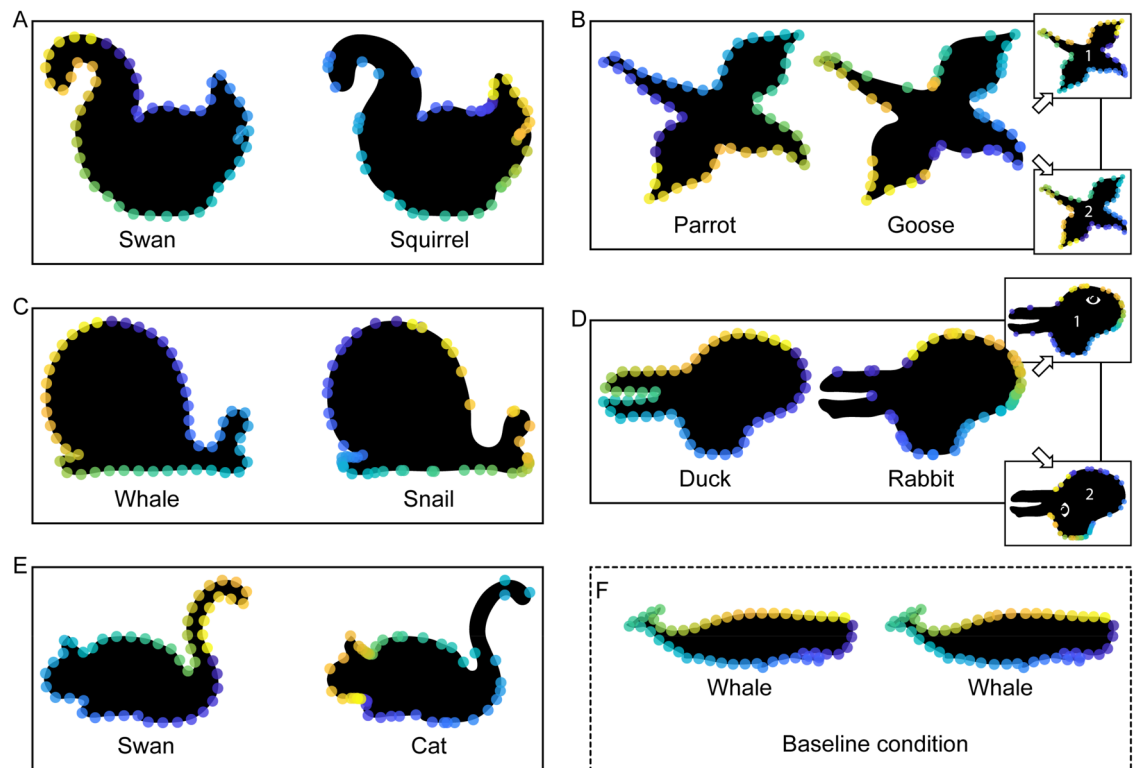 A
Swan
Squirrel
B
Parrot
Goose
1
2
C
Whale
Snail
D
Duck
Rabbit
1
2
E
Swan
Cat
F
Whale
Whale
Baseline condition